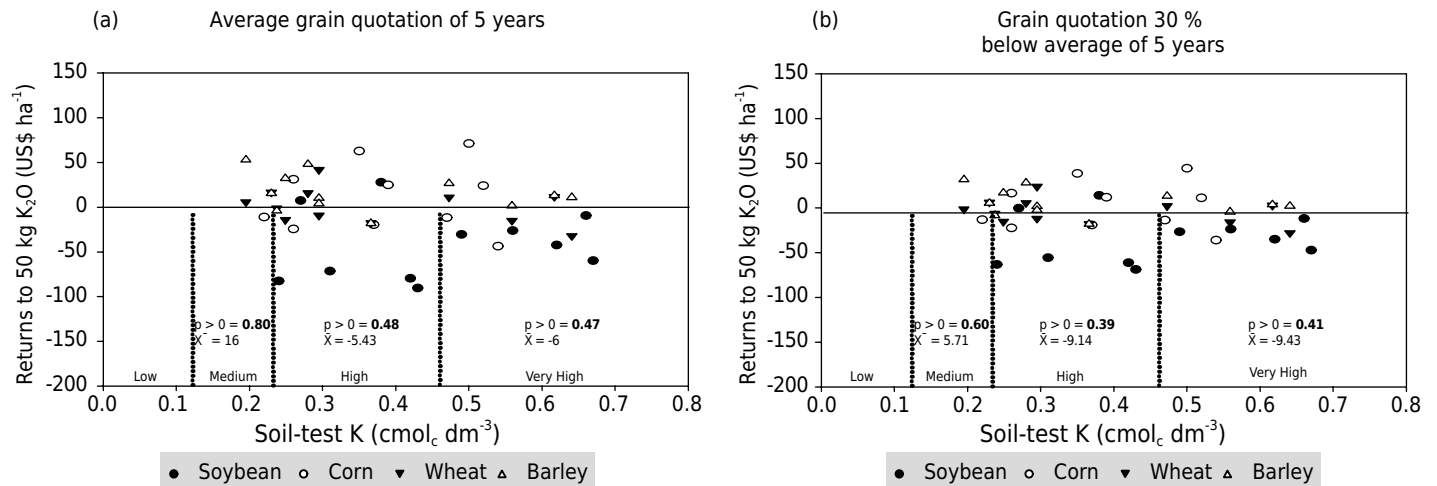 (a) Average grain quotation of 5 years
Returns to 50 kg K₂O (US$ ha⁻¹)
150
100
50
0
-50
-100
-150
-200
p > 0 = 0.80
X̄ = 16
p > 0 = 0.48
X̄ = -5.43
p > 0 = 0.47
X̄ = -6
Low Medium High Very High
0.0 0.1 0.2 0.3 0.4 0.5 0.6 0.7 0.8
Soil-test K (cmol_c dm⁻³)
Soybean Corn Wheat Barley
(b) Grain quotation 30 %
below average of 5 years
Returns to 50 kg K₂O (US$ ha⁻¹)
150
100
50
0
-50
-100
-150
-200
p > 0 = 0.60
X̄ = 5.71
p > 0 = 0.39
X̄ = -9.14
p > 0 = 0.41
X̄ = -9.43
Low Medium High Very High
0.0 0.1 0.2 0.3 0.4 0.5 0.6 0.7 0.8
Soil-test K (cmol_c dm⁻³)
Soybean Corn Wheat Barley